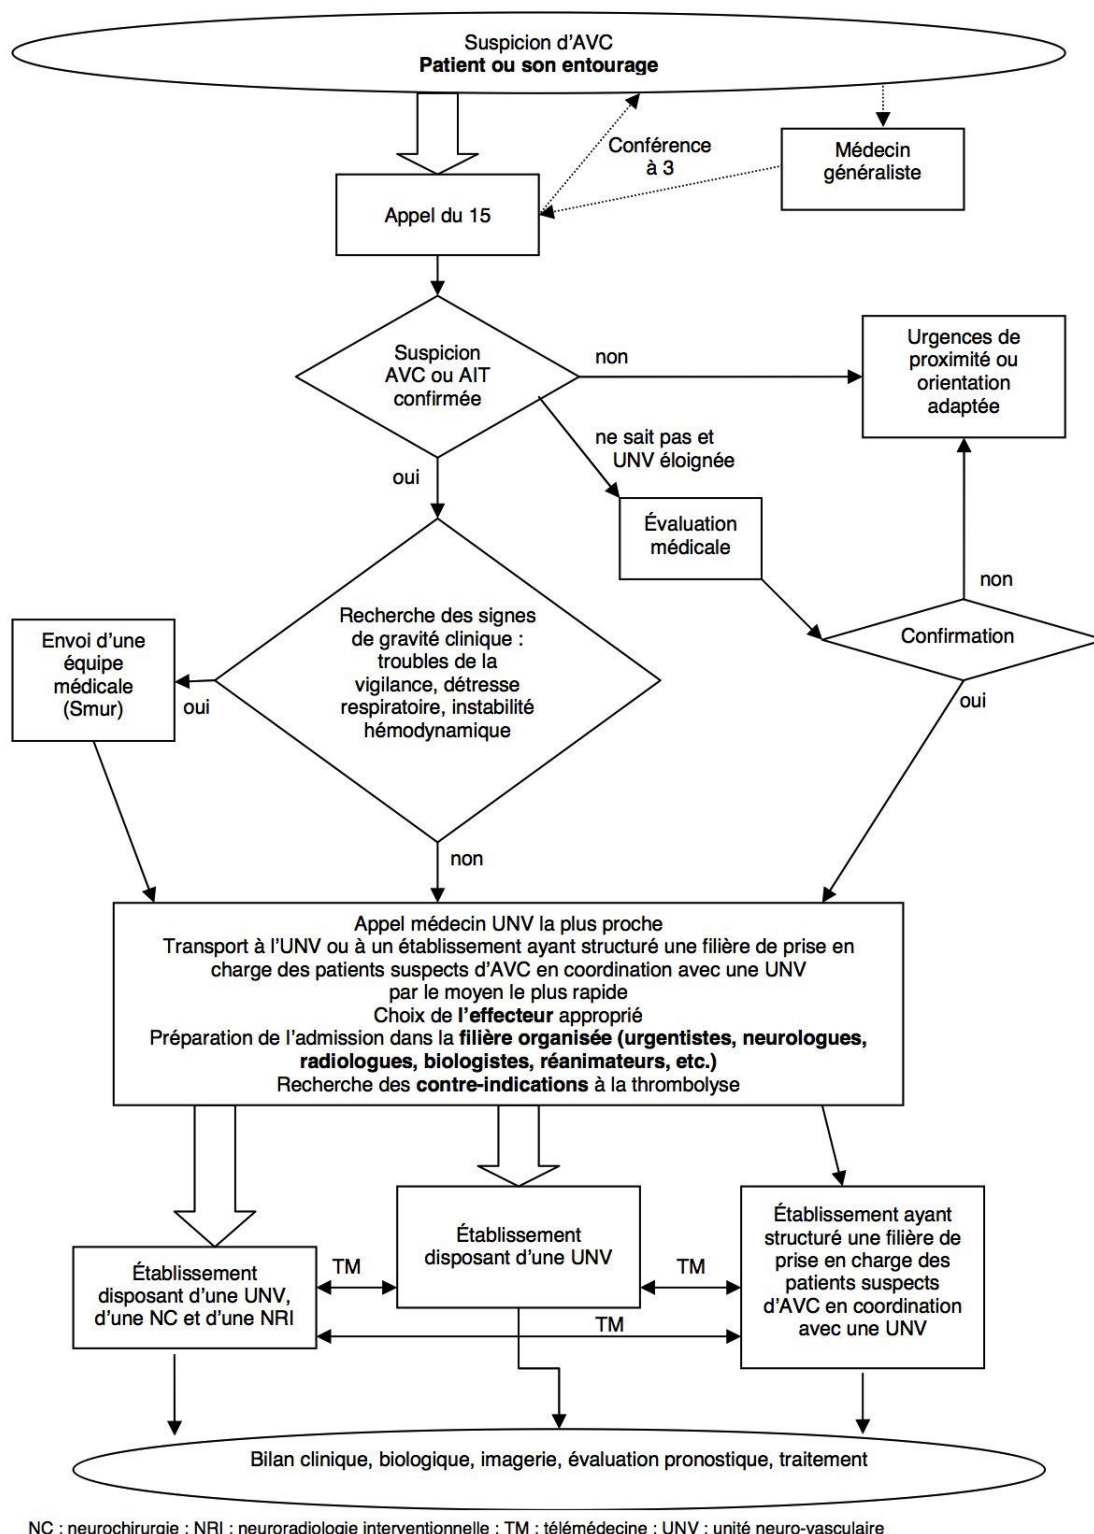 Suspicion d'AVC
Patient ou son entourage
Conférence
à 3
Médecin
généraliste
Appel du 15
Suspicion
AVC ou AIT
confirmée
non
Urgences de
proximité ou
orientation
adaptée
ne sait pas et
UNV éloignée
oui
Évaluation
médicale
non
Confirmation
oui
Recherche des signes
de gravité clinique :
troubles de la
vigilance, détresse
respiratoire, instabilité
hémodynamique
Envoi d'une
équipe
médicale
(Smur)
oui
non
Appel médecin UNV la plus proche
Transport à l'UNV ou à un établissement ayant structuré une filière de prise en
charge des patients suspects d'AVC en coordination avec une UNV
par le moyen le plus rapide
Choix de l'effecteur approprié
Préparation de l'admission dans la filière organisée (urgentistes, neurologues,
radiologues, biologistes, réanimateurs, etc.)
Recherche des contre-indications à la thrombolyse
Établissement
disposant d'une UNV,
d'une NC et d'une NRI
TM
Établissement
disposant d'une UNV
TM
Établissement ayant
structuré une filière de
prise en charge des
patients suspects
d'AVC en coordination
avec une UNV
TM
Bilan clinique, biologique, imagerie, évaluation pronostique, traitement
NC : neurochirurgie ; NRI : neuroradiologie interventionnelle ; TM : télémédecine ; UNV : unité neuro-vasculaire